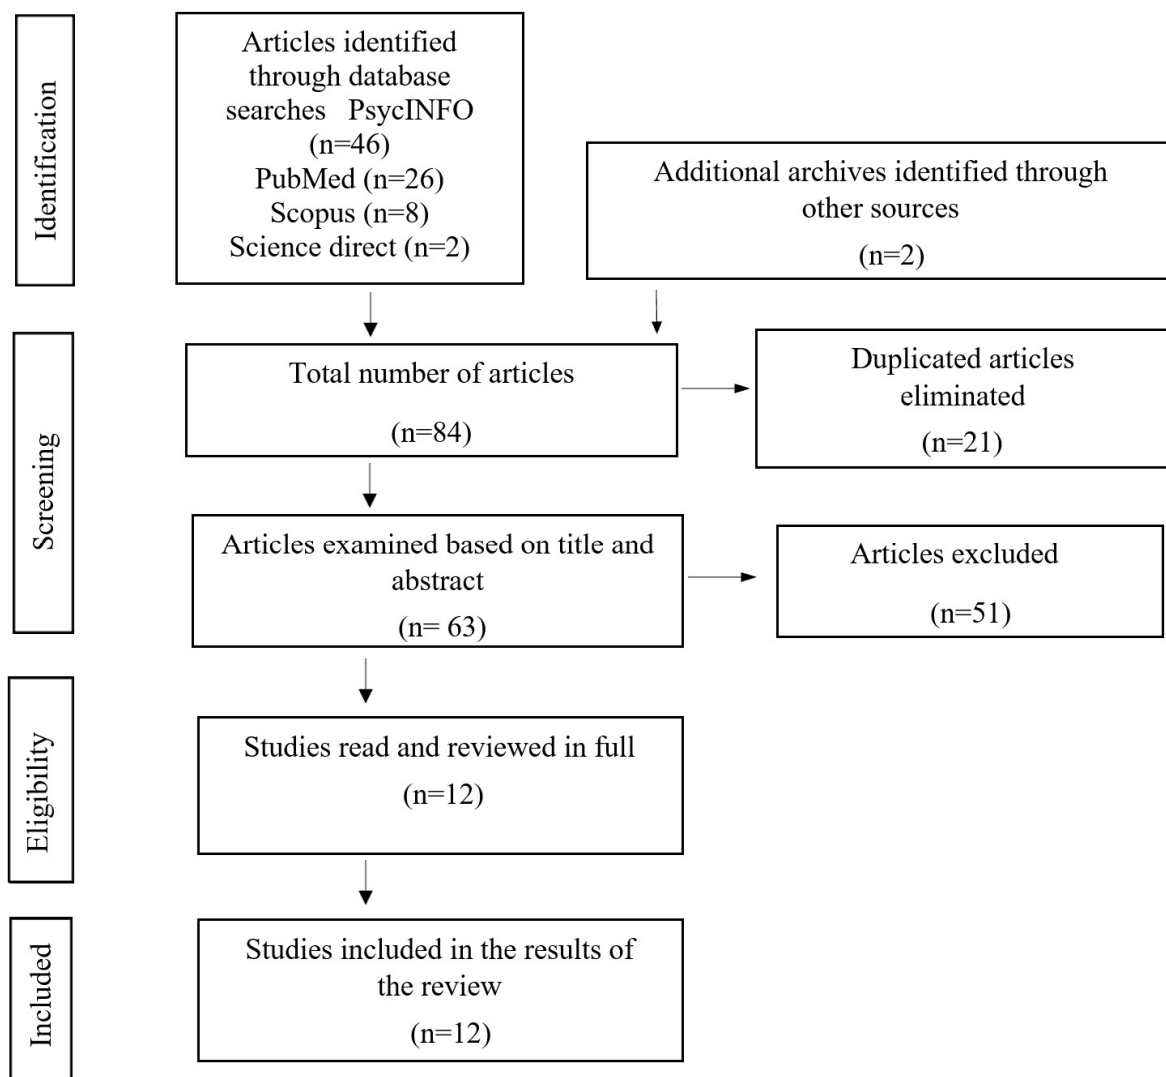 Identification
Articles identified
through database
searches PsycINFO
(n=46)
PubMed (n=26)
Scopus (n=8)
Science direct (n=2)
Additional archives identified through
other sources
(n=2)
Screening
Total number of articles
(n=84)
Duplicated articles
eliminated
(n=21)
Articles examined based on title and
abstract
(n= 63)
Articles excluded
(n=51)
Eligibility
Studies read and reviewed in full
(n=12)
Included
Studies included in the results of
the review
(n=12)